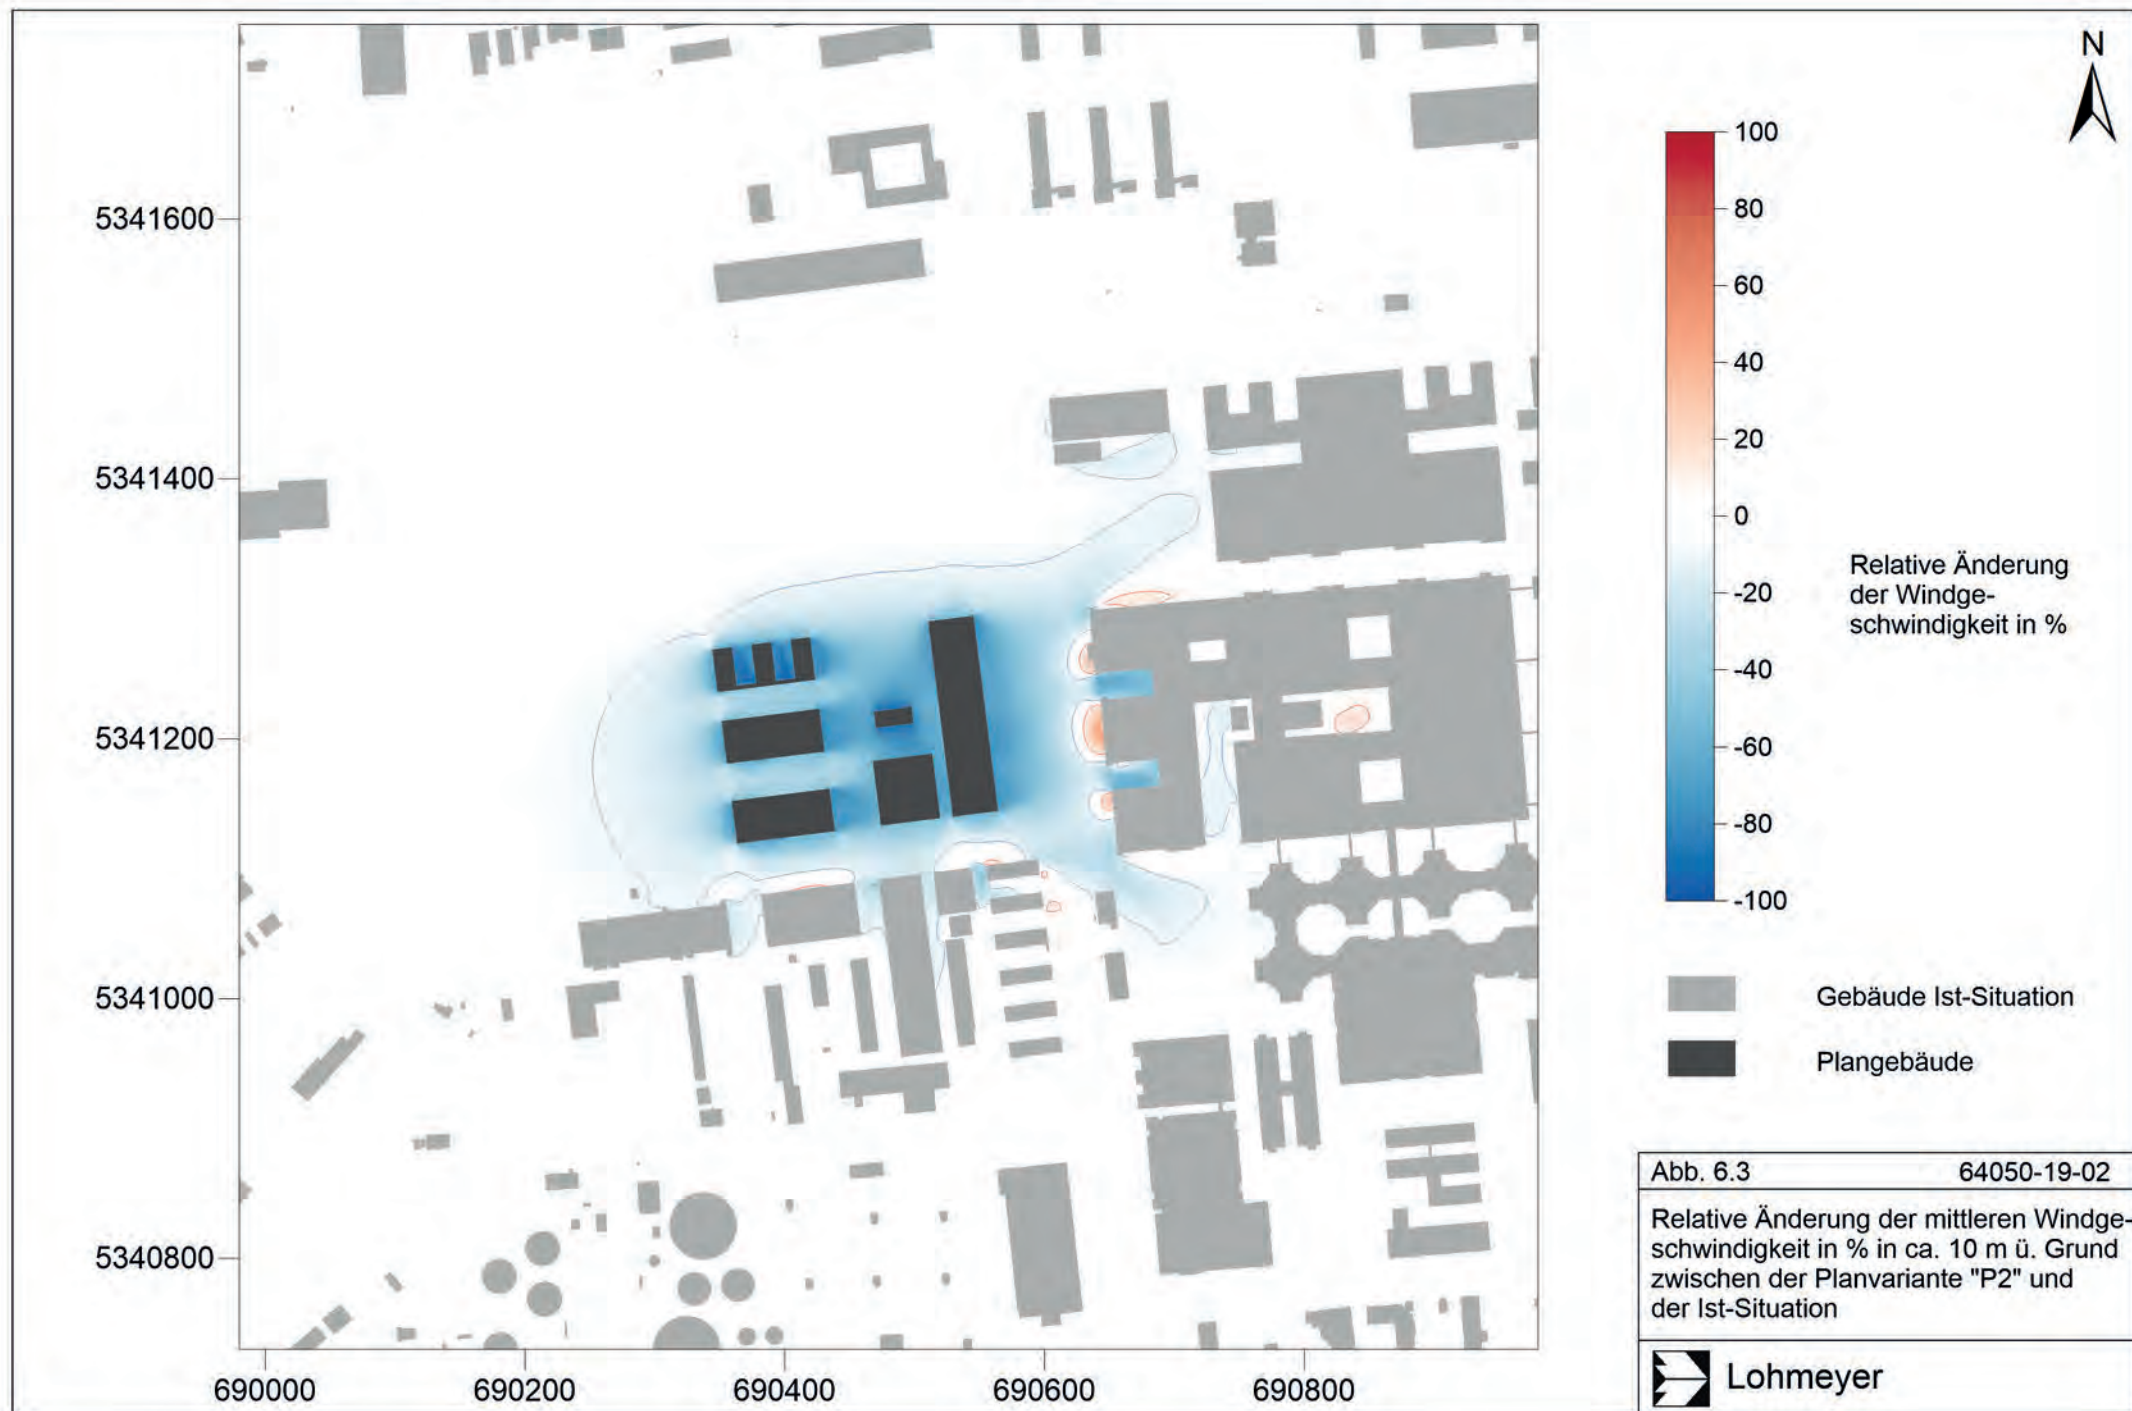 N
5341600
5341400
5341200
5341000
5340800
690000
690200
690400
690600
690800
100
80
60
40
20
0
-20
-40
-60
-80
-100
Relative Änderung
der Windge-
schwindigkeit in %
Gebäude Ist-Situation
Plangebäude
Abb. 6.3 64050-19-02
Relative Änderung der mittleren Windge-
schwindigkeit in % in ca. 10 m ü. Grund
zwischen der Planvariante "P2" und
der Ist-Situation
Lohmeyer